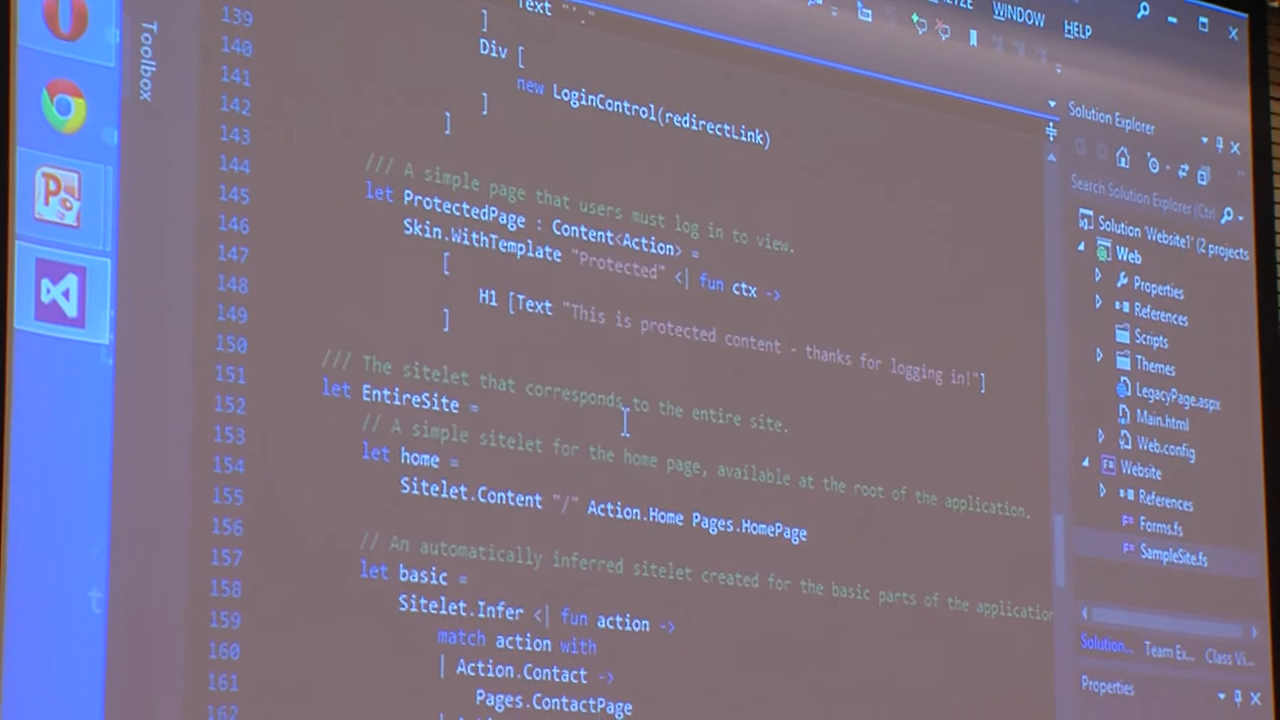 WINDOW HELP
Toolbox
139
140
141
142
143
144
145
146
147
148
149
150
151
152
153
154
155
156
157
158
159
160
161
162
Text "'."
]
Div [
new LoginControl(redirectLink)
]
]
/// A simple page that users must log in to view.
let ProtectedPage : Content<Action> =
Skin.WithTemplate "Protected" <| fun ctx ->
[
H1 [Text "This is protected content - thanks for logging in!"]
]
/// The sitelet that corresponds to the entire site.
let EntireSite =
// A simple sitelet for the home page, available at the root of the application.
let home =
Sitelet.Content "/" Action.Home Pages.HomePage
// An automatically inferred sitelet created for the basic parts of the application
let basic =
Sitelet.Infer <| fun action ->
match action with
| Action.Contact ->
Pages.ContactPage
Solution Explorer
Search Solution Explorer (Ctrl
Solution 'Website1' (2 projects
Web
Properties
References
Scripts
Themes
LegacyPage.aspx
Main.html
Web.config
Website
References
Forms.fs
SampleSite.fs
Solution... Team Ex... Class Vi...
Properties